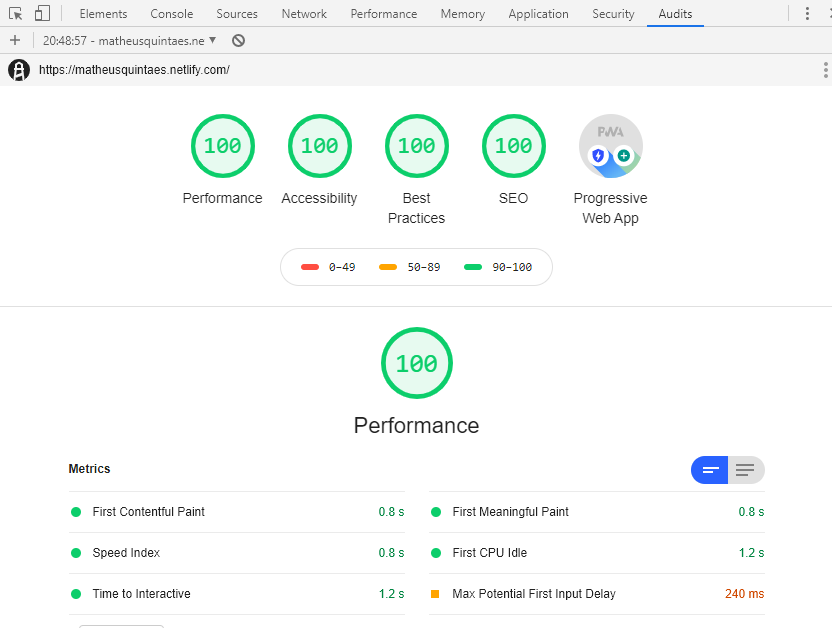 Elements Console Sources Network Performance Memory Application Security Audits
20:48:57 - matheusquintaes.ne
https://matheusquintaes.netlify.com/
100 100 100 100 PWA
Performance Accessibility Best Practices SEO Progressive Web App
0–49 50–89 90–100
100
Performance
Metrics
First Contentful Paint 0.8 s First Meaningful Paint 0.8 s
Speed Index 0.8 s First CPU Idle 1.2 s
Time to Interactive 1.2 s Max Potential First Input Delay 240 ms